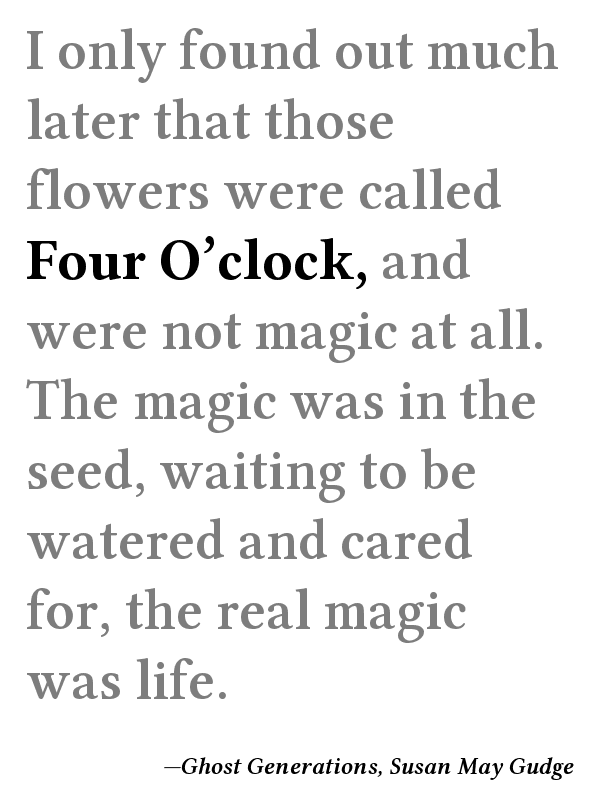 I only found out much
later that those
flowers were called
Four O’clock, and
were not magic at all.
The magic was in the
seed, waiting to be
watered and cared
for, the real magic
was life.
—Ghost Generations, Susan May Gudge